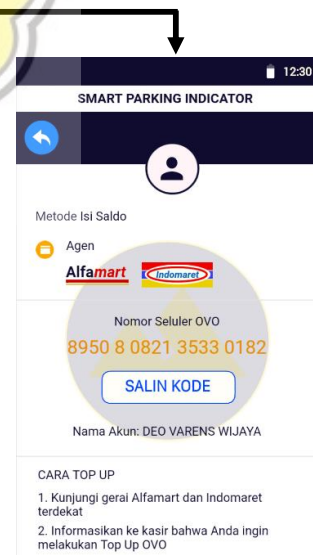 12:30
SMART PARKING INDICATOR
Metode Isi Saldo
Agen
Alfamart Indomaret
Nomor Seluler OVO
8950 8 0821 3533 0182
SALIN KODE
Nama Akun: DEO VARENS WIJAYA
CARA TOP UP
1. Kunjungi gerai Alfamart dan Indomaret
terdekat
2. Informasikan ke kasir bahwa Anda ingin
melakukan Top Up OVO